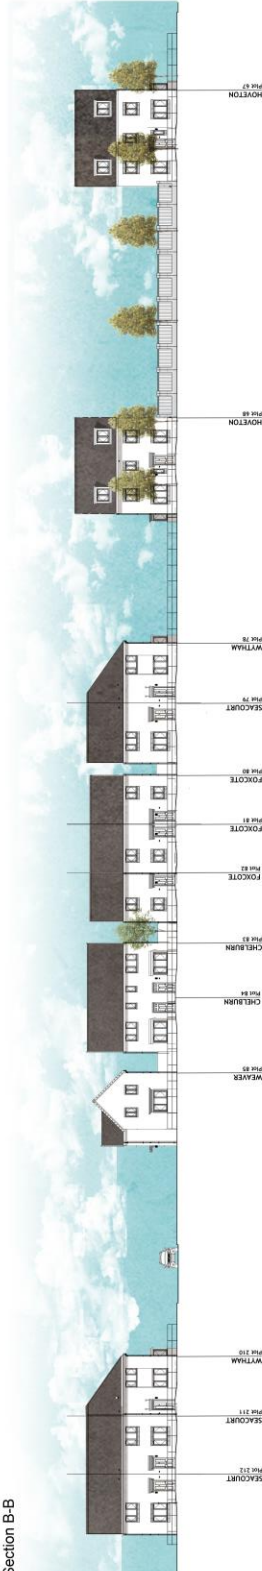 Section B-B
SEACOURT
Plot 212
SEACOURT
Plot 211
WYTHAM
Plot 210
WEAVER
Plot 85
CHELBURN
Plot 84
CHELBURN
Plot 83
FOXCOTE
Plot 82
FOXCOTE
Plot 81
FOXCOTE
Plot 80
SEACOURT
Plot 79
WYTHAM
Plot 78
HOVETON
Plot 68
HOVETON
Plot 67